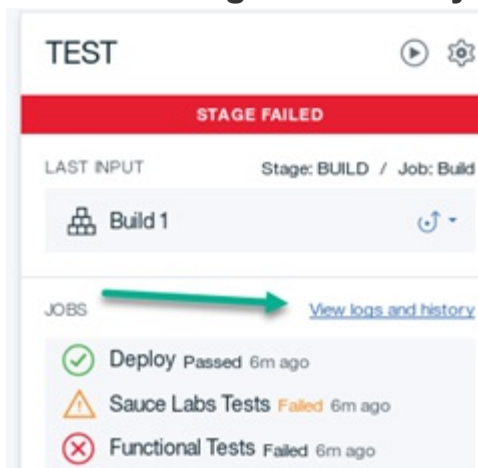 TEST
STAGE FAILED
LAST INPUT Stage: BUILD / Job: Build
Build 1
JOBS View logs and history
Deploy Passed 6m ago
Sauce Labs Tests Failed 6m ago
Functional Tests Failed 6m ago